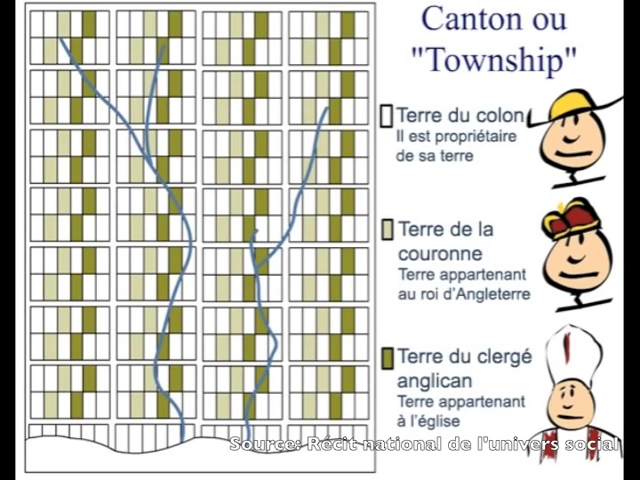 Canton ou
"Township"
Terre du colon
Il est propriétaire
de sa terre
Terre de la
couronne
Terre appartenant
au roi d'Angleterre
Terre du clergé
anglican
Terre appartenant
à l'église
Source: Récit national de l'univers social